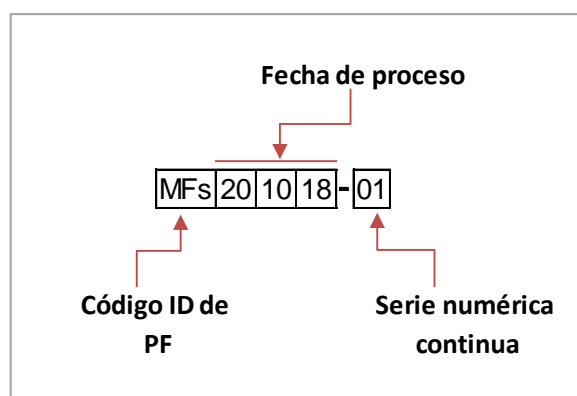 Fecha de proceso
MFs 20 10 18 - 01
Código ID de
PF
Serie numérica
continua